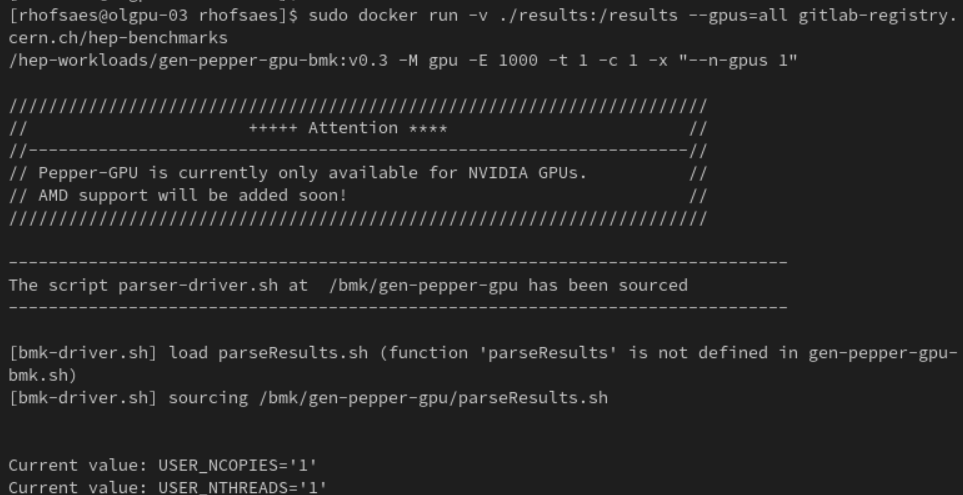 [rhofsaes@olgpu-03 rhofsaes]$ sudo docker run -v ./results:/results --gpus=all gitlab-registry.
cern.ch/hep-benchmarks
/hep-workloads/gen-pepper-gpu-bmk:v0.3 -M gpu -E 1000 -t 1 -c 1 -x "--n-gpus 1"
//////////////////////////////////////////////////////////////////////
//                      +++++ Attention ****                        //
//------------------------------------------------------------------//
// Pepper-GPU is currently only available for NVIDIA GPUs.          //
// AMD support will be added soon!                                  //
//////////////////////////////////////////////////////////////////////
------------------------------------------------------------------------------
The script parser-driver.sh at  /bmk/gen-pepper-gpu has been sourced
------------------------------------------------------------------------------
[bmk-driver.sh] load parseResults.sh (function 'parseResults' is not defined in gen-pepper-gpu-
bmk.sh)
[bmk-driver.sh] sourcing /bmk/gen-pepper-gpu/parseResults.sh
Current value: USER_NCOPIES='1'
Current value: USER_NTHREADS='1'